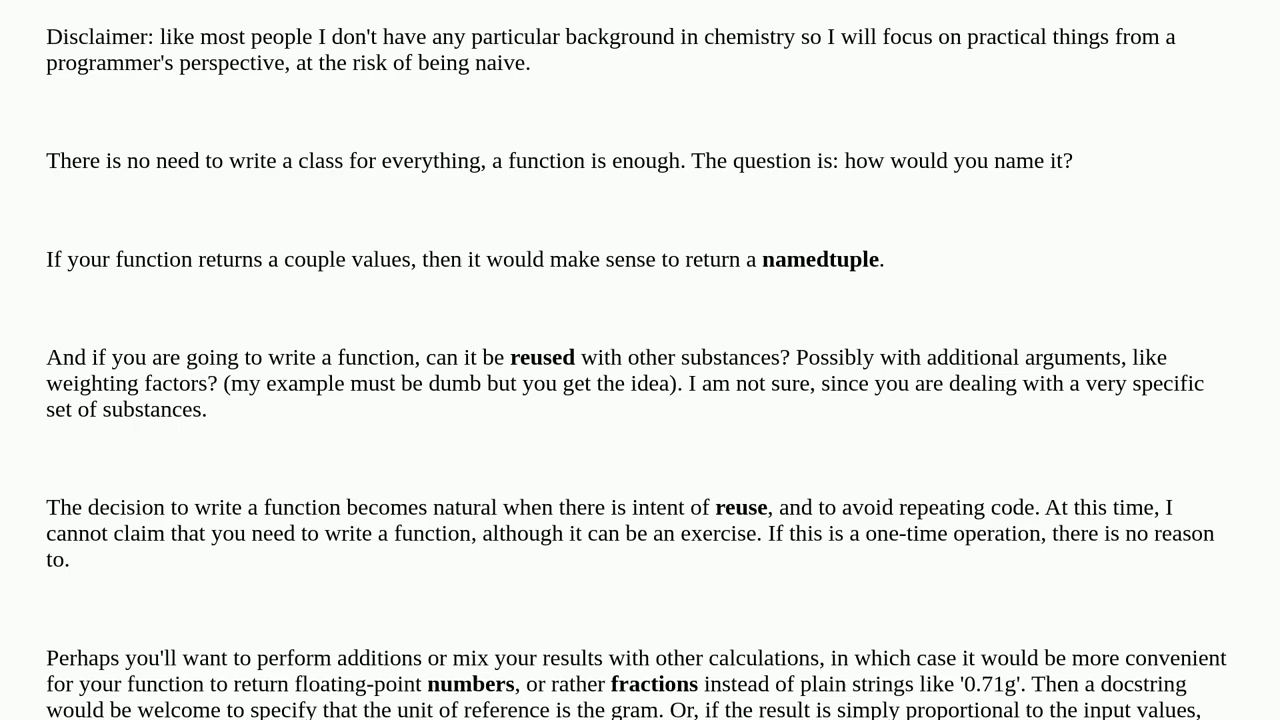 Disclaimer: like most people I don't have any particular background in chemistry so I will focus on practical things from a
programmer's perspective, at the risk of being naive.
There is no need to write a class for everything, a function is enough. The question is: how would you name it?
If your function returns a couple values, then it would make sense to return a namedtuple.
And if you are going to write a function, can it be reused with other substances? Possibly with additional arguments, like
weighting factors? (my example must be dumb but you get the idea). I am not sure, since you are dealing with a very specific
set of substances.
The decision to write a function becomes natural when there is intent of reuse, and to avoid repeating code. At this time, I
cannot claim that you need to write a function, although it can be an exercise. If this is a one-time operation, there is no reason
to.
Perhaps you'll want to perform additions or mix your results with other calculations, in which case it would be more convenient
for your function to return floating-point numbers, or rather fractions instead of plain strings like '0.71g'. Then a docstring
would be welcome to specify that the unit of reference is the gram. Or, if the result is simply proportional to the input values,